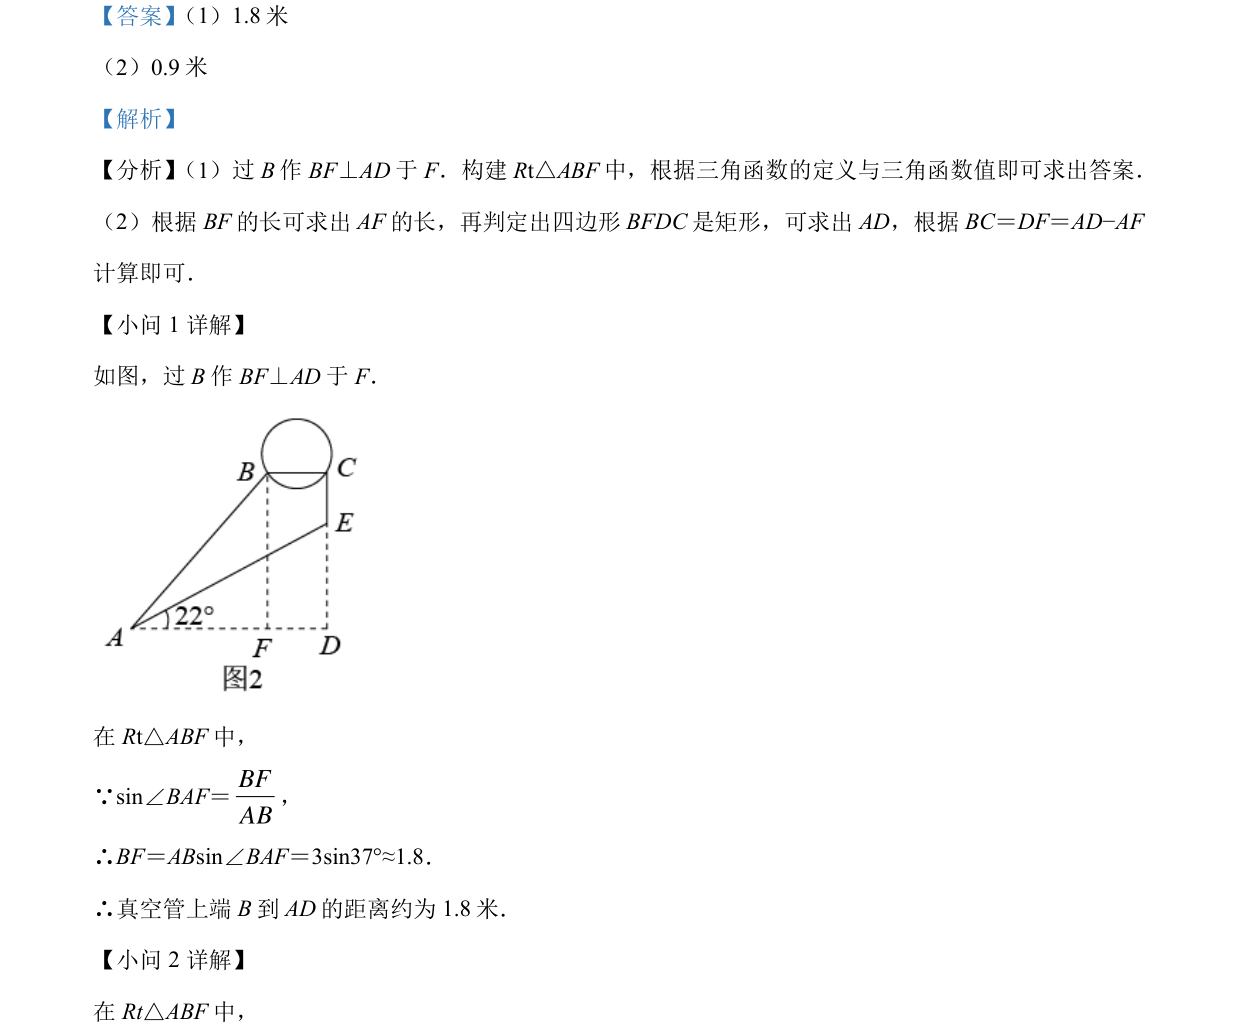 【答案】（1）1.8 米
（2）0.9 米
【解析】
【分析】（1）过 B 作 BF⊥AD 于 F．构建 Rt△ABF 中，根据三角函数的定义与三角函数值即可求出答案．
（2）根据 BF 的长可求出 AF 的长，再判定出四边形 BFDC 是矩形，可求出 AD，根据 BC＝DF＝AD−AF
计算即可．
【小问 1 详解】
如图，过 B 作 BF⊥AD 于 F．
B
C
E
22°
A
F
D
图2
在 Rt△ABF 中，
∵sin∠BAF＝BF/AB，
∴BF＝ABsin∠BAF＝3sin37°≈1.8．
∴真空管上端 B 到 AD 的距离约为 1.8 米．
【小问 2 详解】
在 Rt△ABF 中，